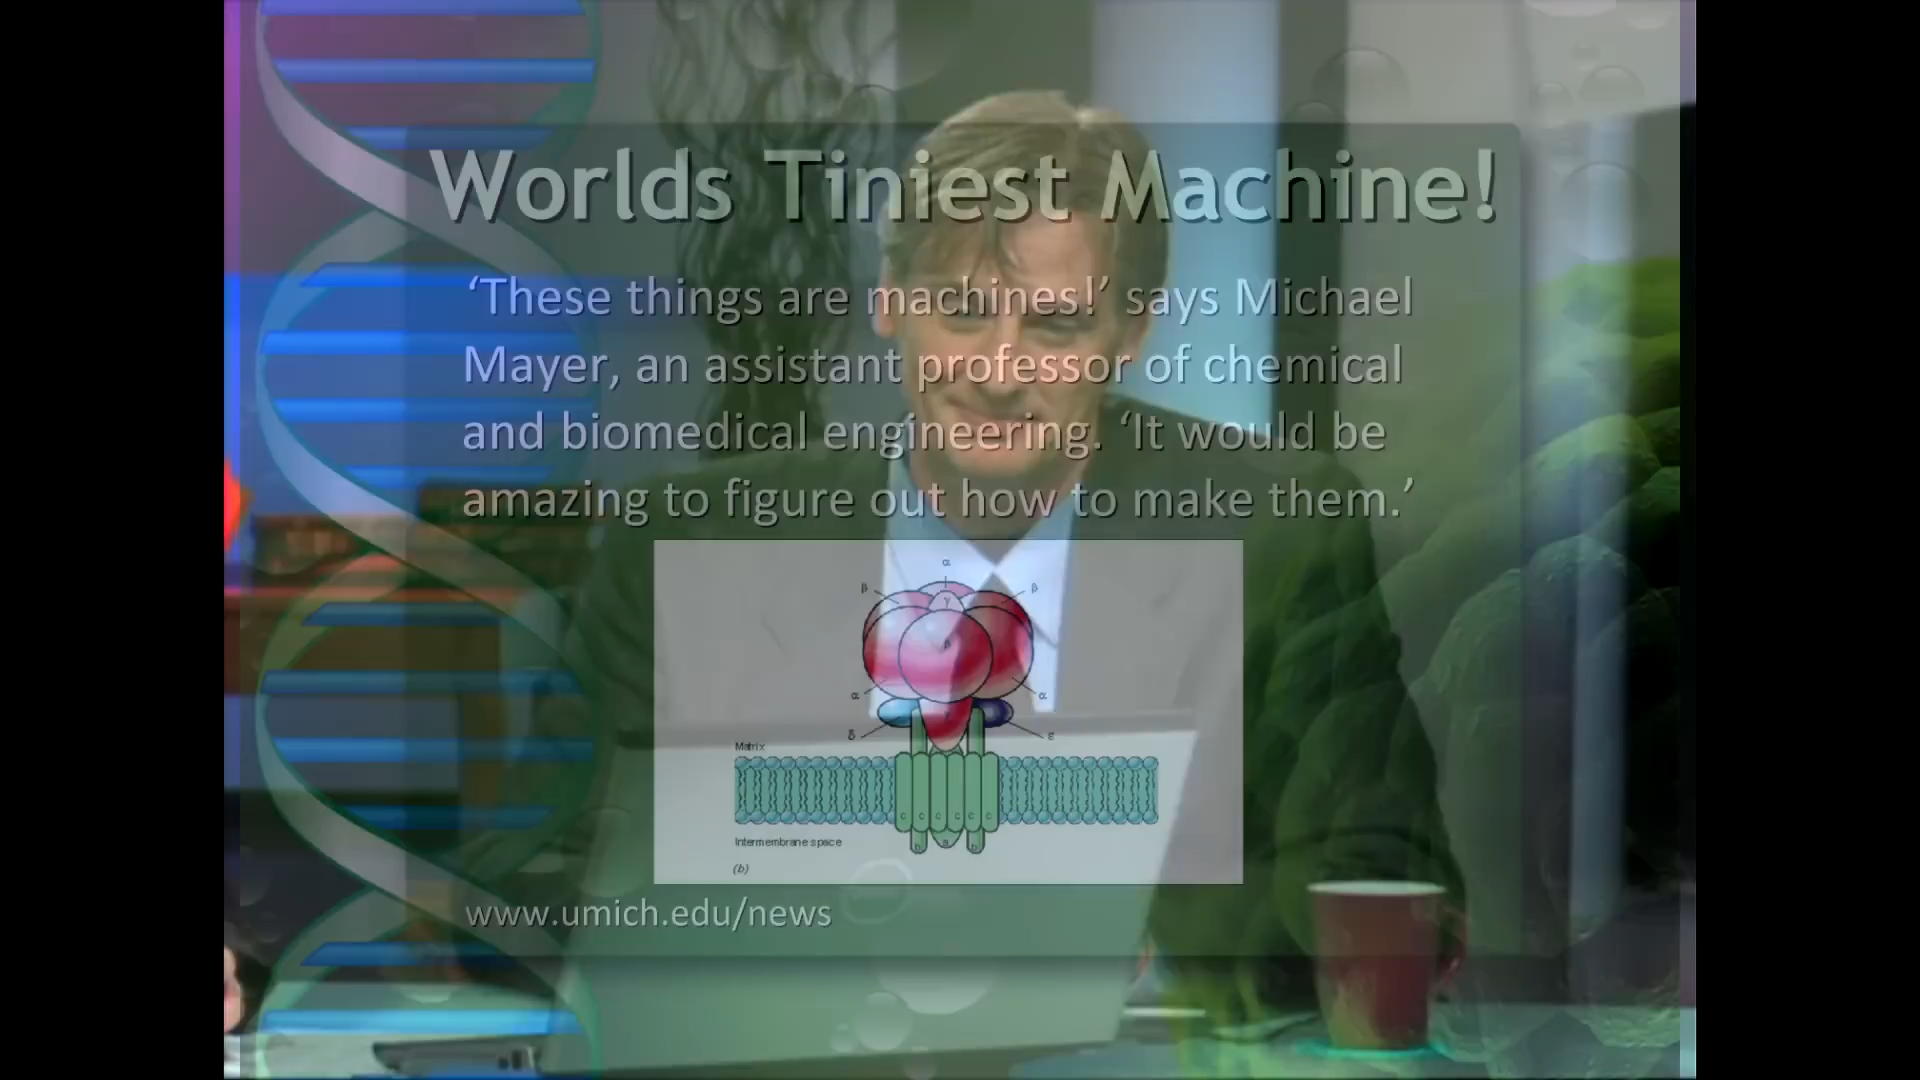 Worlds Tiniest Machine!
‘These things are machines!’ says Michael
Mayer, an assistant professor of chemical
and biomedical engineering. ‘It would be
amazing to figure out how to make them.’
α
β β
γ
β
α α
γ
δ ε
Matrix
c c c c c c
Intermembrane space
b a b
(b)
www.umich.edu/news